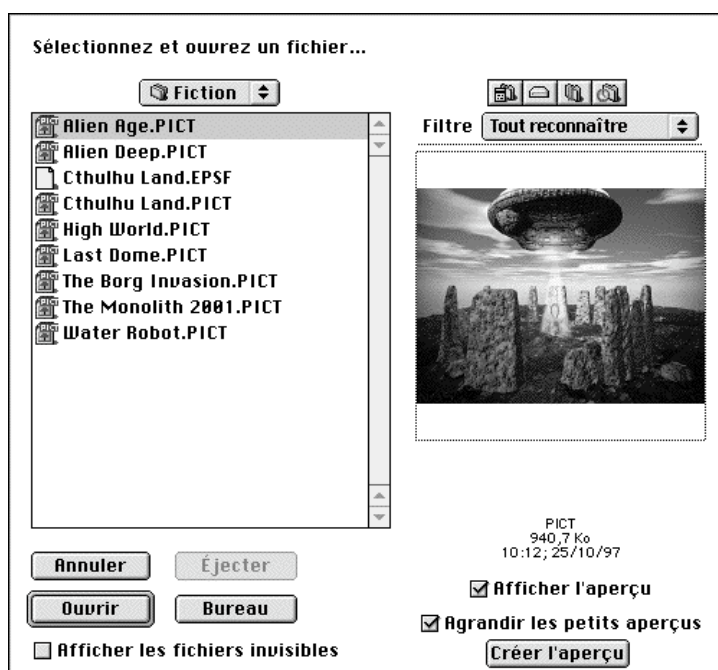 Sélectionnez et ouvrez un fichier...
Fiction
Alien Age.PICT
Alien Deep.PICT
Cthulhu Land.EPSF
Cthulhu Land.PICT
High World.PICT
Last Dome.PICT
The Borg Invasion.PICT
The Monolith 2001.PICT
Water Robot.PICT
Annuler
Éjecter
Ouvrir
Bureau
Afficher les fichiers invisibles
Filtre Tout reconnaître
PICT
940,7 Ko
10:12; 25/10/97
Afficher l'aperçu
Agrandir les petits aperçus
Créer l'aperçu